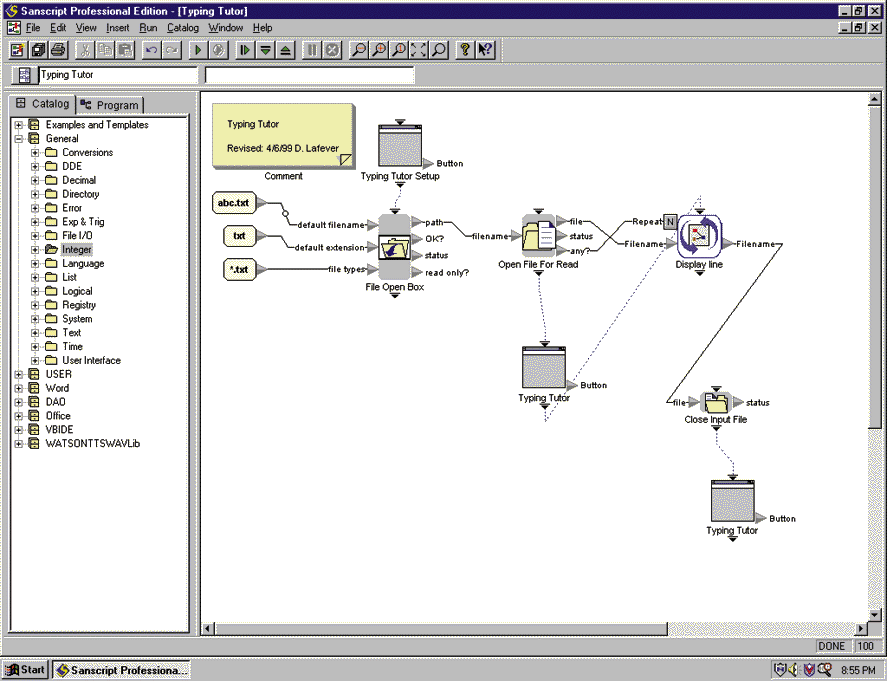 Sanscript Professional Edition - [Typing Tutor]
File Edit View Insert Run Catalog Window Help
Typing Tutor
Catalog Program
Examples and Templates
General
Conversions
DDE
Decimal
Directory
Error
Exp & Trig
File I/O
Integer
Language
List
Logical
Registry
System
Text
Time
User Interface
USER
Word
DAO
Office
VBIDE
WATSONTTSWAVLib
Typing Tutor
Revised: 4/6/99 D. Lafever
Comment
Button
Typing Tutor Setup
abc.txt
txt
*.txt
default filename
default extension
file types
path
OK?
status
read only?
File Open Box
filename
file
status
any?
Open File For Read
Repeat N
Filename
Filename
Display line
Button
Typing Tutor
file
status
Close Input File
Button
Typing Tutor
DONE 100
Start Sanscript Professiona... 8:55 PM